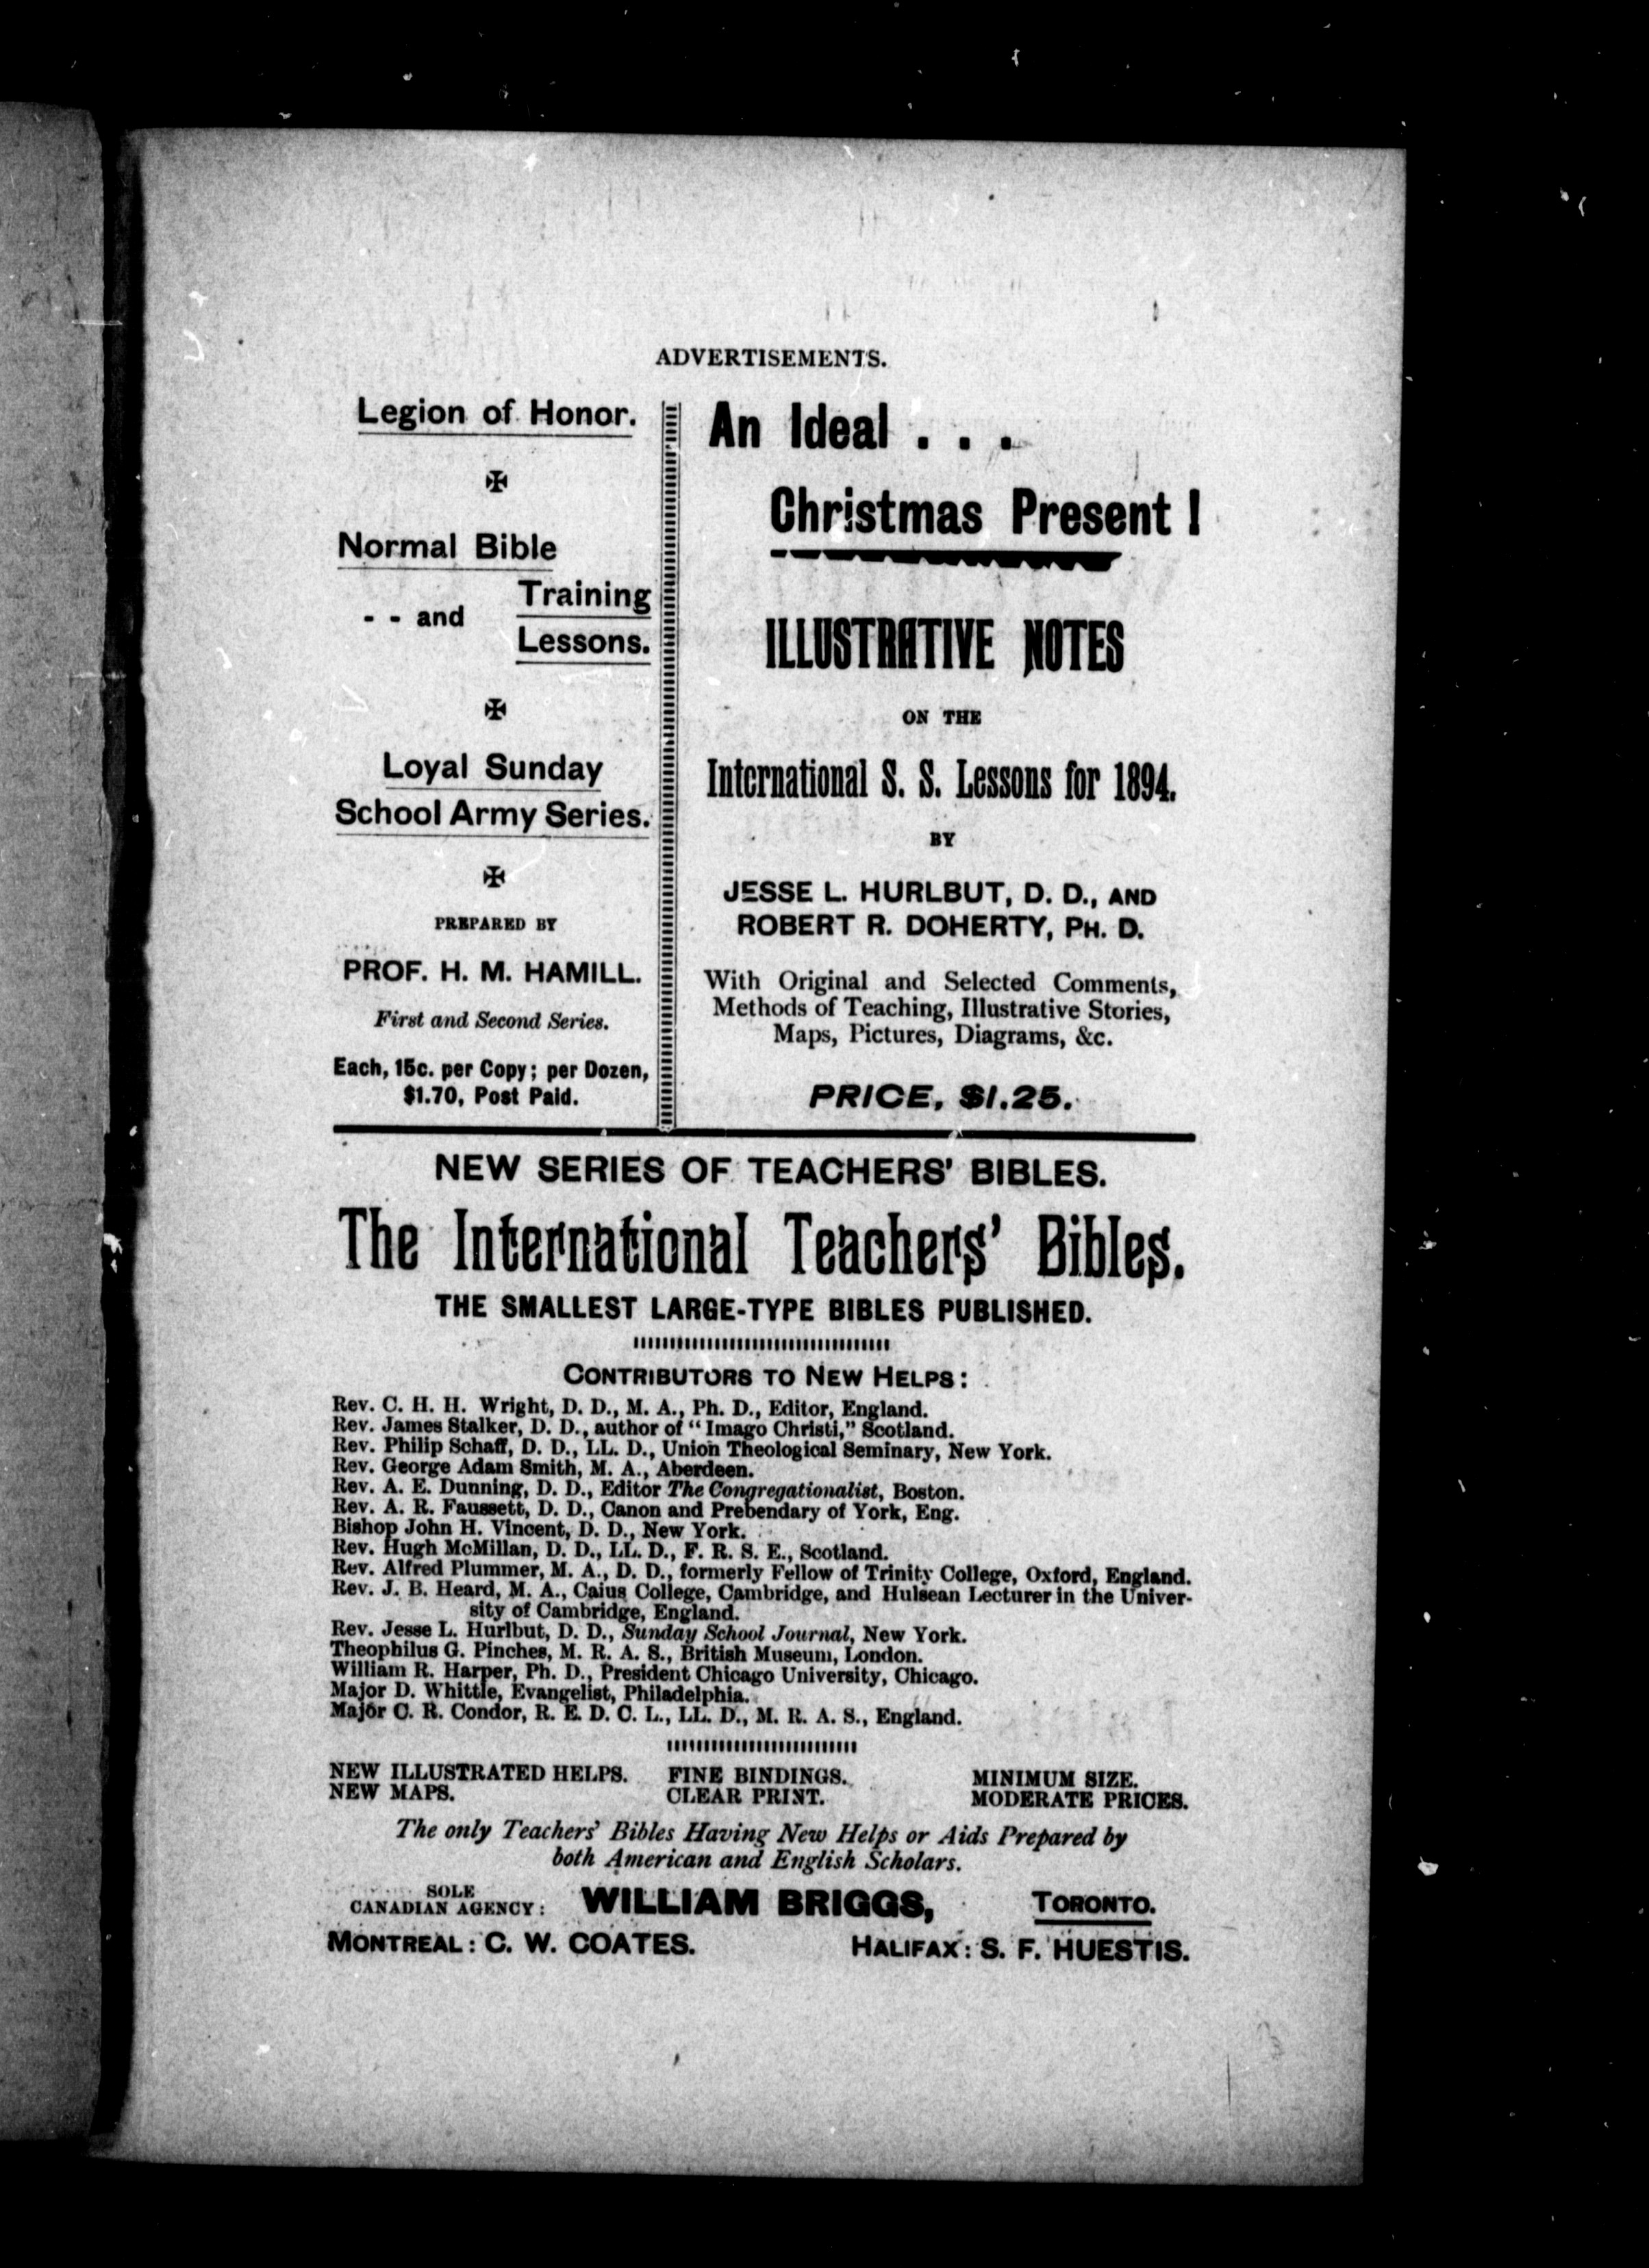 ADVERTISEMENTS.
Legion of Honor.
✠
Normal Bible
- - and
Training
Lessons.
✠
Loyal Sunday
School Army Series.
✠
PREPARED BY
PROF. H. M. HAMILL.
First and Second Series.
Each, 15c. per Copy; per Dozen,
$1.70, Post Paid.
An Ideal . . .
Christmas Present!
ILLUSTRATIVE NOTES
ON THE
International S. S. Lessons for 1894.
BY
JESSE L. HURLBUT, D. D., AND
ROBERT R. DOHERTY, PH. D.
With Original and Selected Comments,
Methods of Teaching, Illustrative Stories,
Maps, Pictures, Diagrams, &c.
PRICE, $1.25.
NEW SERIES OF TEACHERS' BIBLES.
The International Teachers' Bibles.
THE SMALLEST LARGE-TYPE BIBLES PUBLISHED.
CONTRIBUTORS TO NEW HELPS:
Rev. C. H. H. Wright, D. D., M. A., Ph. D., Editor, England.
Rev. James Stalker, D. D., author of "Imago Christi," Scotland.
Rev. Philip Schaff, D. D., LL. D., Union Theological Seminary, New York.
Rev. George Adam Smith, M. A., Aberdeen.
Rev. A. E. Dunning, D. D., Editor The Congregationalist, Boston.
Rev. A. R. Faussett, D. D., Canon and Prebendary of York, Eng.
Bishop John H. Vincent, D. D., New York.
Rev. Hugh McMillan, D. D., LL. D., F. R. S. E., Scotland.
Rev. Alfred Plummer, M. A., D. D., formerly Fellow of Trinity College, Oxford, England.
Rev. J. B. Heard, M. A., Caius College, Cambridge, and Hulsean Lecturer in the Univer-
sity of Cambridge, England.
Rev. Jesse L. Hurlbut, D. D., Sunday School Journal, New York.
Theophilus G. Pinches, M. R. A. S., British Museum, London.
William R. Harper, Ph. D., President Chicago University, Chicago.
Major D. Whittle, Evangelist, Philadelphia.
Major C. R. Condor, R. E. D. C. L., LL. D., M. R. A. S., England.
NEW ILLUSTRATED HELPS. FINE BINDINGS. MINIMUM SIZE.
NEW MAPS. CLEAR PRINT. MODERATE PRICES.
The only Teachers' Bibles Having New Helps or Aids Prepared by
both American and English Scholars.
SOLE
CANADIAN AGENCY: WILLIAM BRIGGS, TORONTO.
MONTREAL: C. W. COATES. HALIFAX: S. F. HUESTIS.